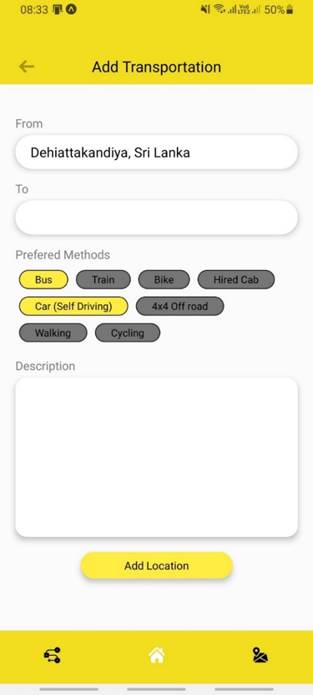 08:33 50%
Add Transportation
From
Dehiattakandiya, Sri Lanka
To
Prefered Methods
Bus Train Bike Hired Cab
Car (Self Driving) 4x4 Off road
Walking Cycling
Description
Add Location